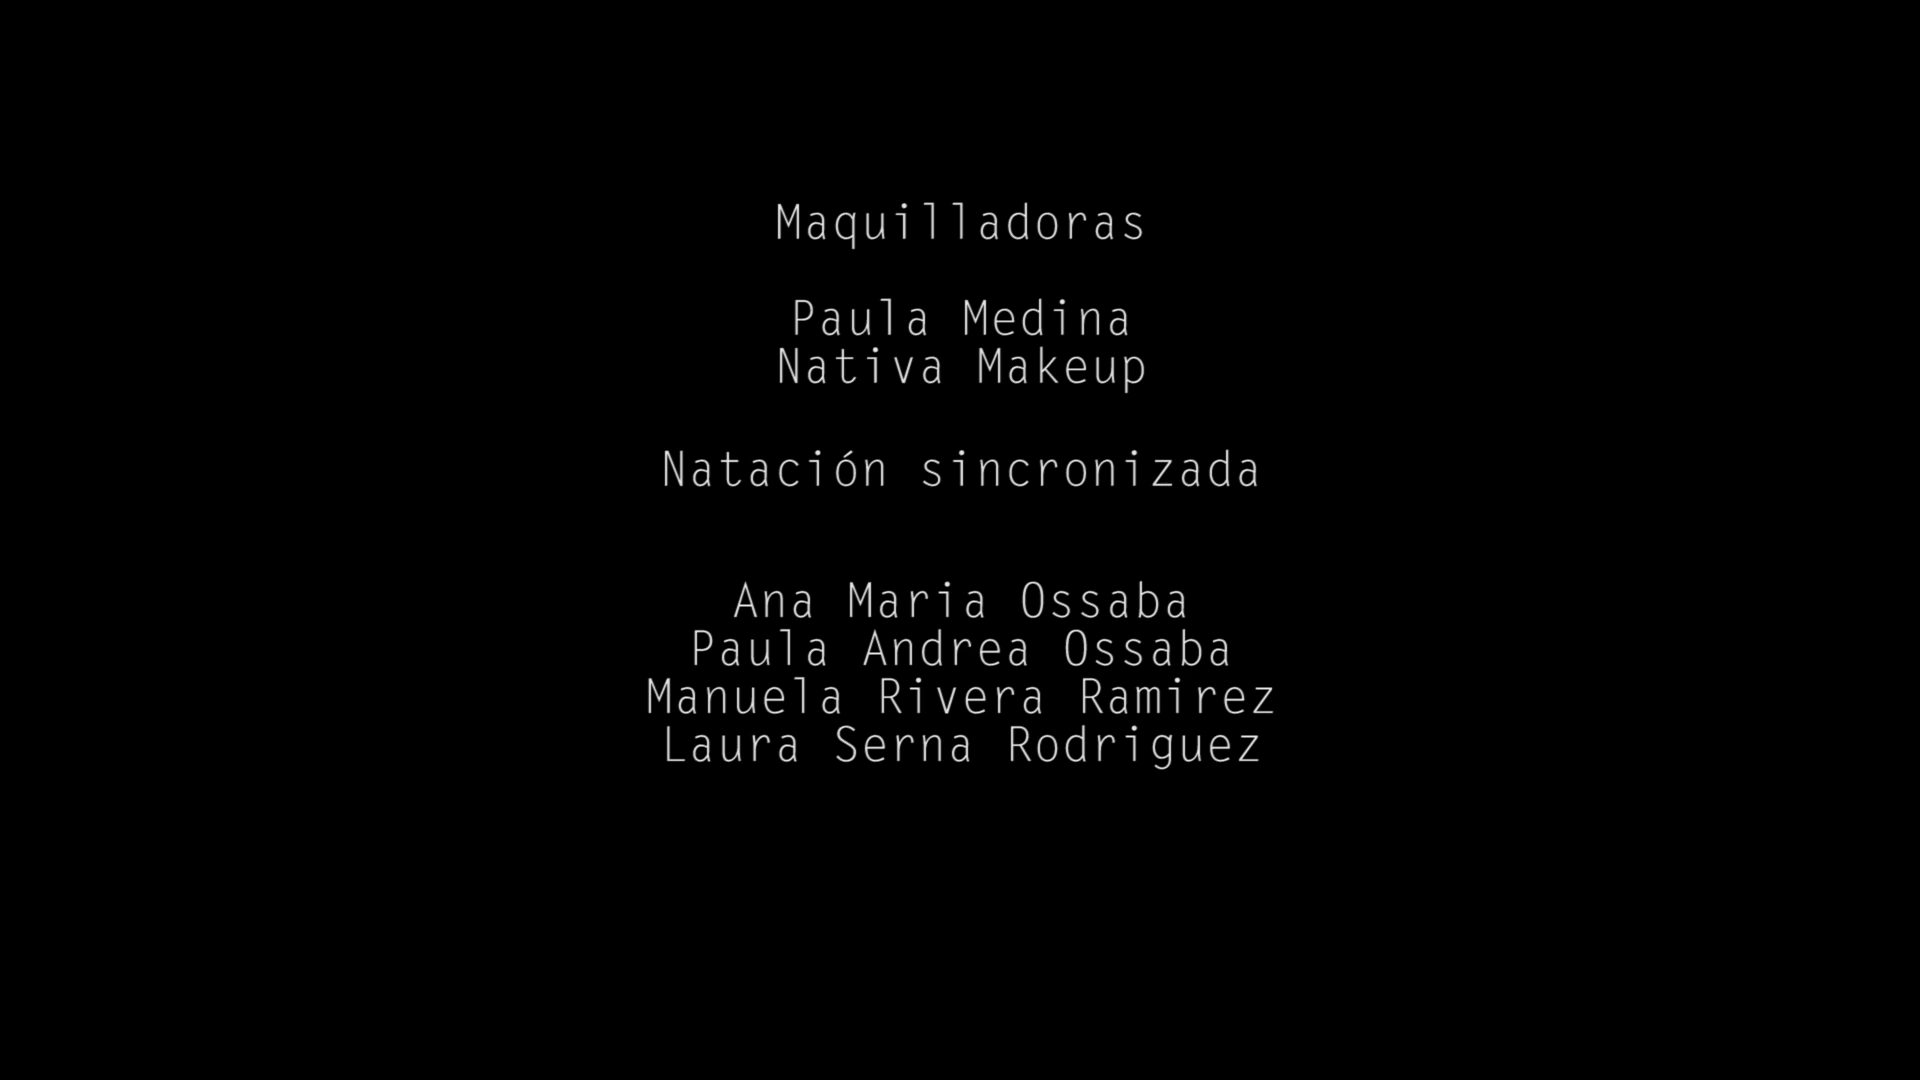 Maquilladoras
Paula Medina
Nativa Makeup
Natación sincronizada
Ana Maria Ossaba
Paula Andrea Ossaba
Manuela Rivera Ramirez
Laura Serna Rodriguez